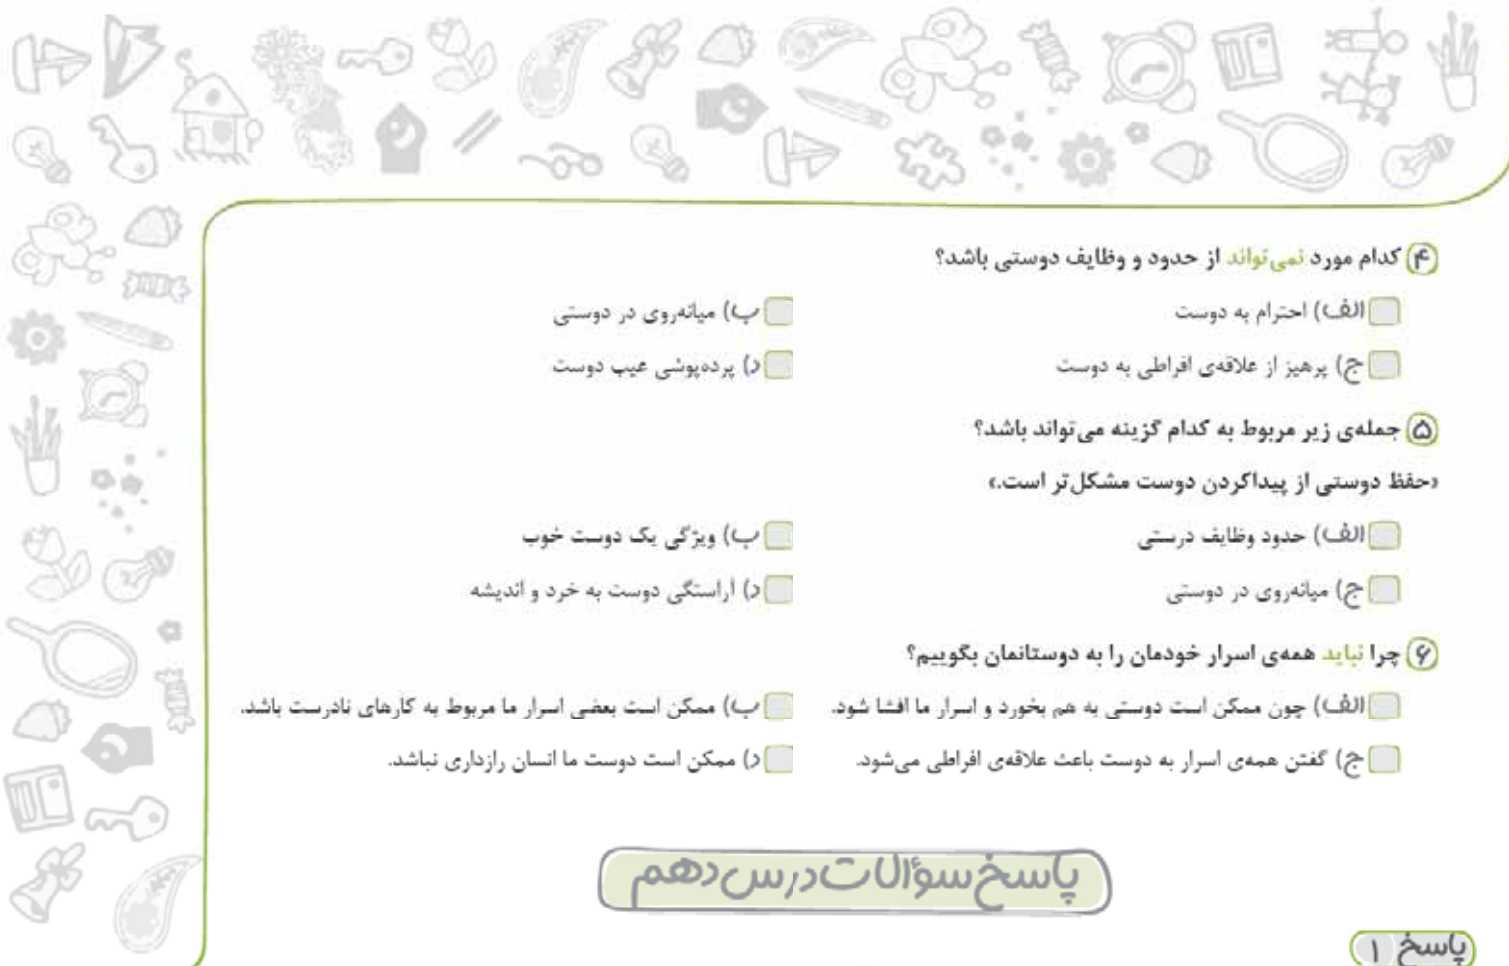 ۴) کدام مورد نمی‌تواند از حدود و وظایف دوستی باشد؟
الف) احترام به دوست ب) میانه‌روی در دوستی
ج) پرهیز از علاقه‌ی افراطی به دوست د) پرده‌پوشی عیب دوست
۵) جمله‌ی زیر مربوط به کدام گزینه می‌تواند باشد؟
«حفظ دوستی از پیداکردن دوست مشکل‌تر است.»
الف) حدود وظایف درستی ب) ویژگی یک دوست خوب
ج) میانه‌روی در دوستی د) آراستگی دوست به خرد و اندیشه
۶) چرا نباید همه‌ی اسرار خودمان را به دوستانمان بگوییم؟
الف) چون ممکن است دوستی به هم بخورد و اسرار ما افشا شود. ب) ممکن است بعضی اسرار ما مربوط به کارهای نادرست باشد.
ج) گفتن همه‌ی اسرار به دوست باعث علاقه‌ی افراطی می‌شود. د) ممکن است دوست ما انسان رازداری نباشد.
پاسخ سؤالات درس دهم
پاسخ ۱